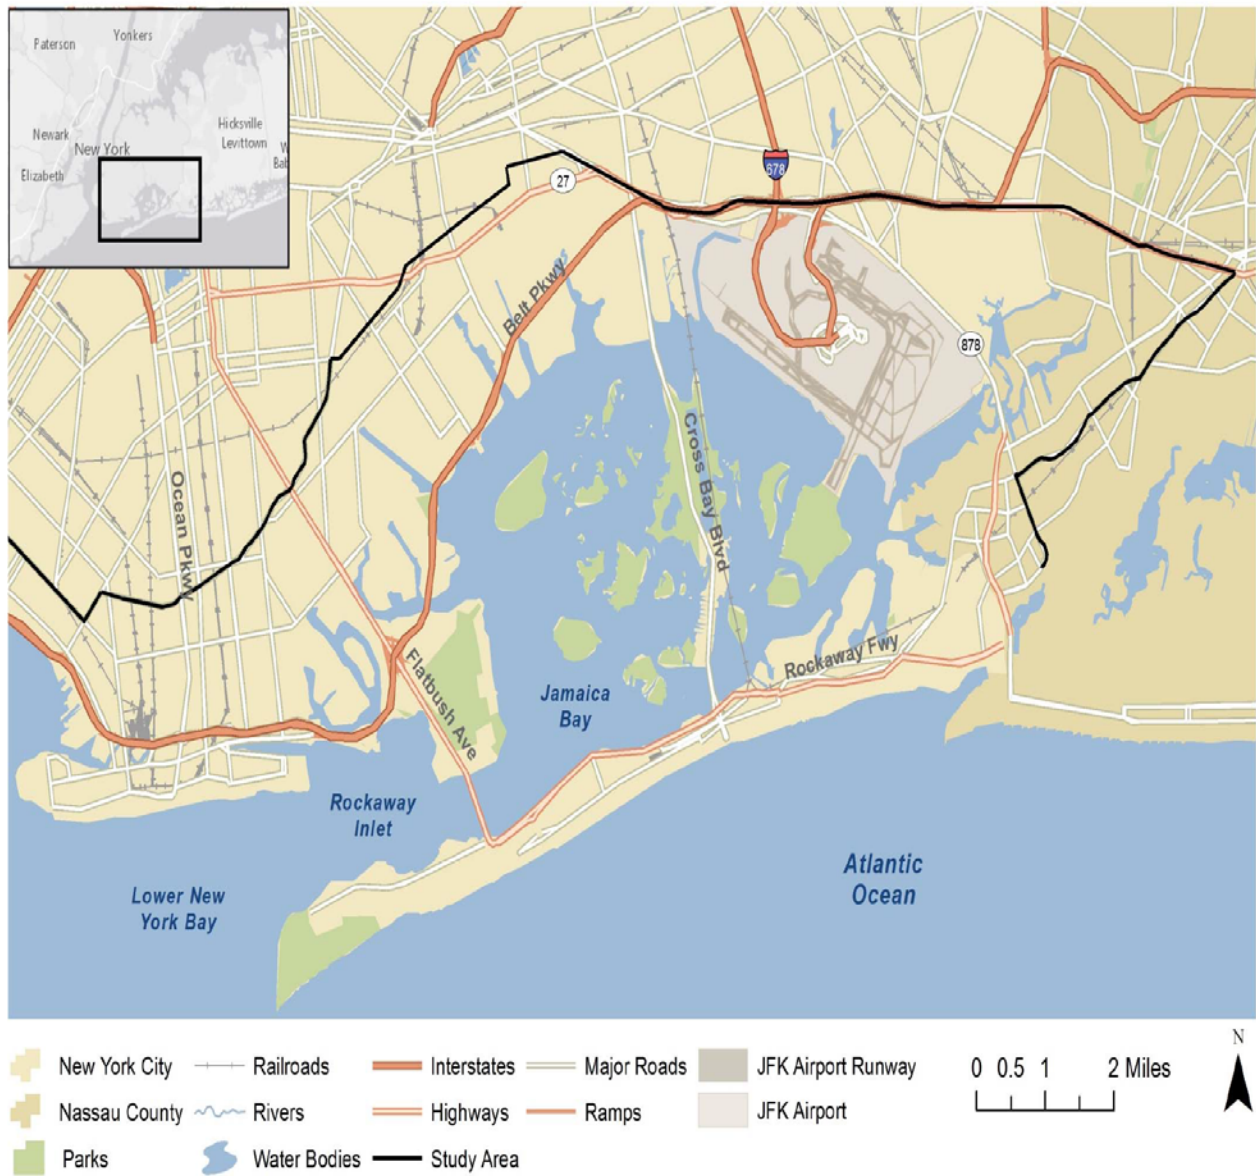 Paterson
Yonkers
Hicksville
Levittown
Newark
New York
Elizabeth
W
Bab
27
678
Belt Pkwy
878
Cross Bay Blvd
Ocean Pkwy
Rockaway Fwy
Flatbush Ave
Jamaica
Bay
Rockaway
Inlet
Atlantic
Ocean
Lower New
York Bay
N
New York City
Railroads
Interstates
Major Roads
JFK Airport Runway
0 0.5 1 2 Miles
Nassau County
Rivers
Highways
Ramps
JFK Airport
Parks
Water Bodies
Study Area